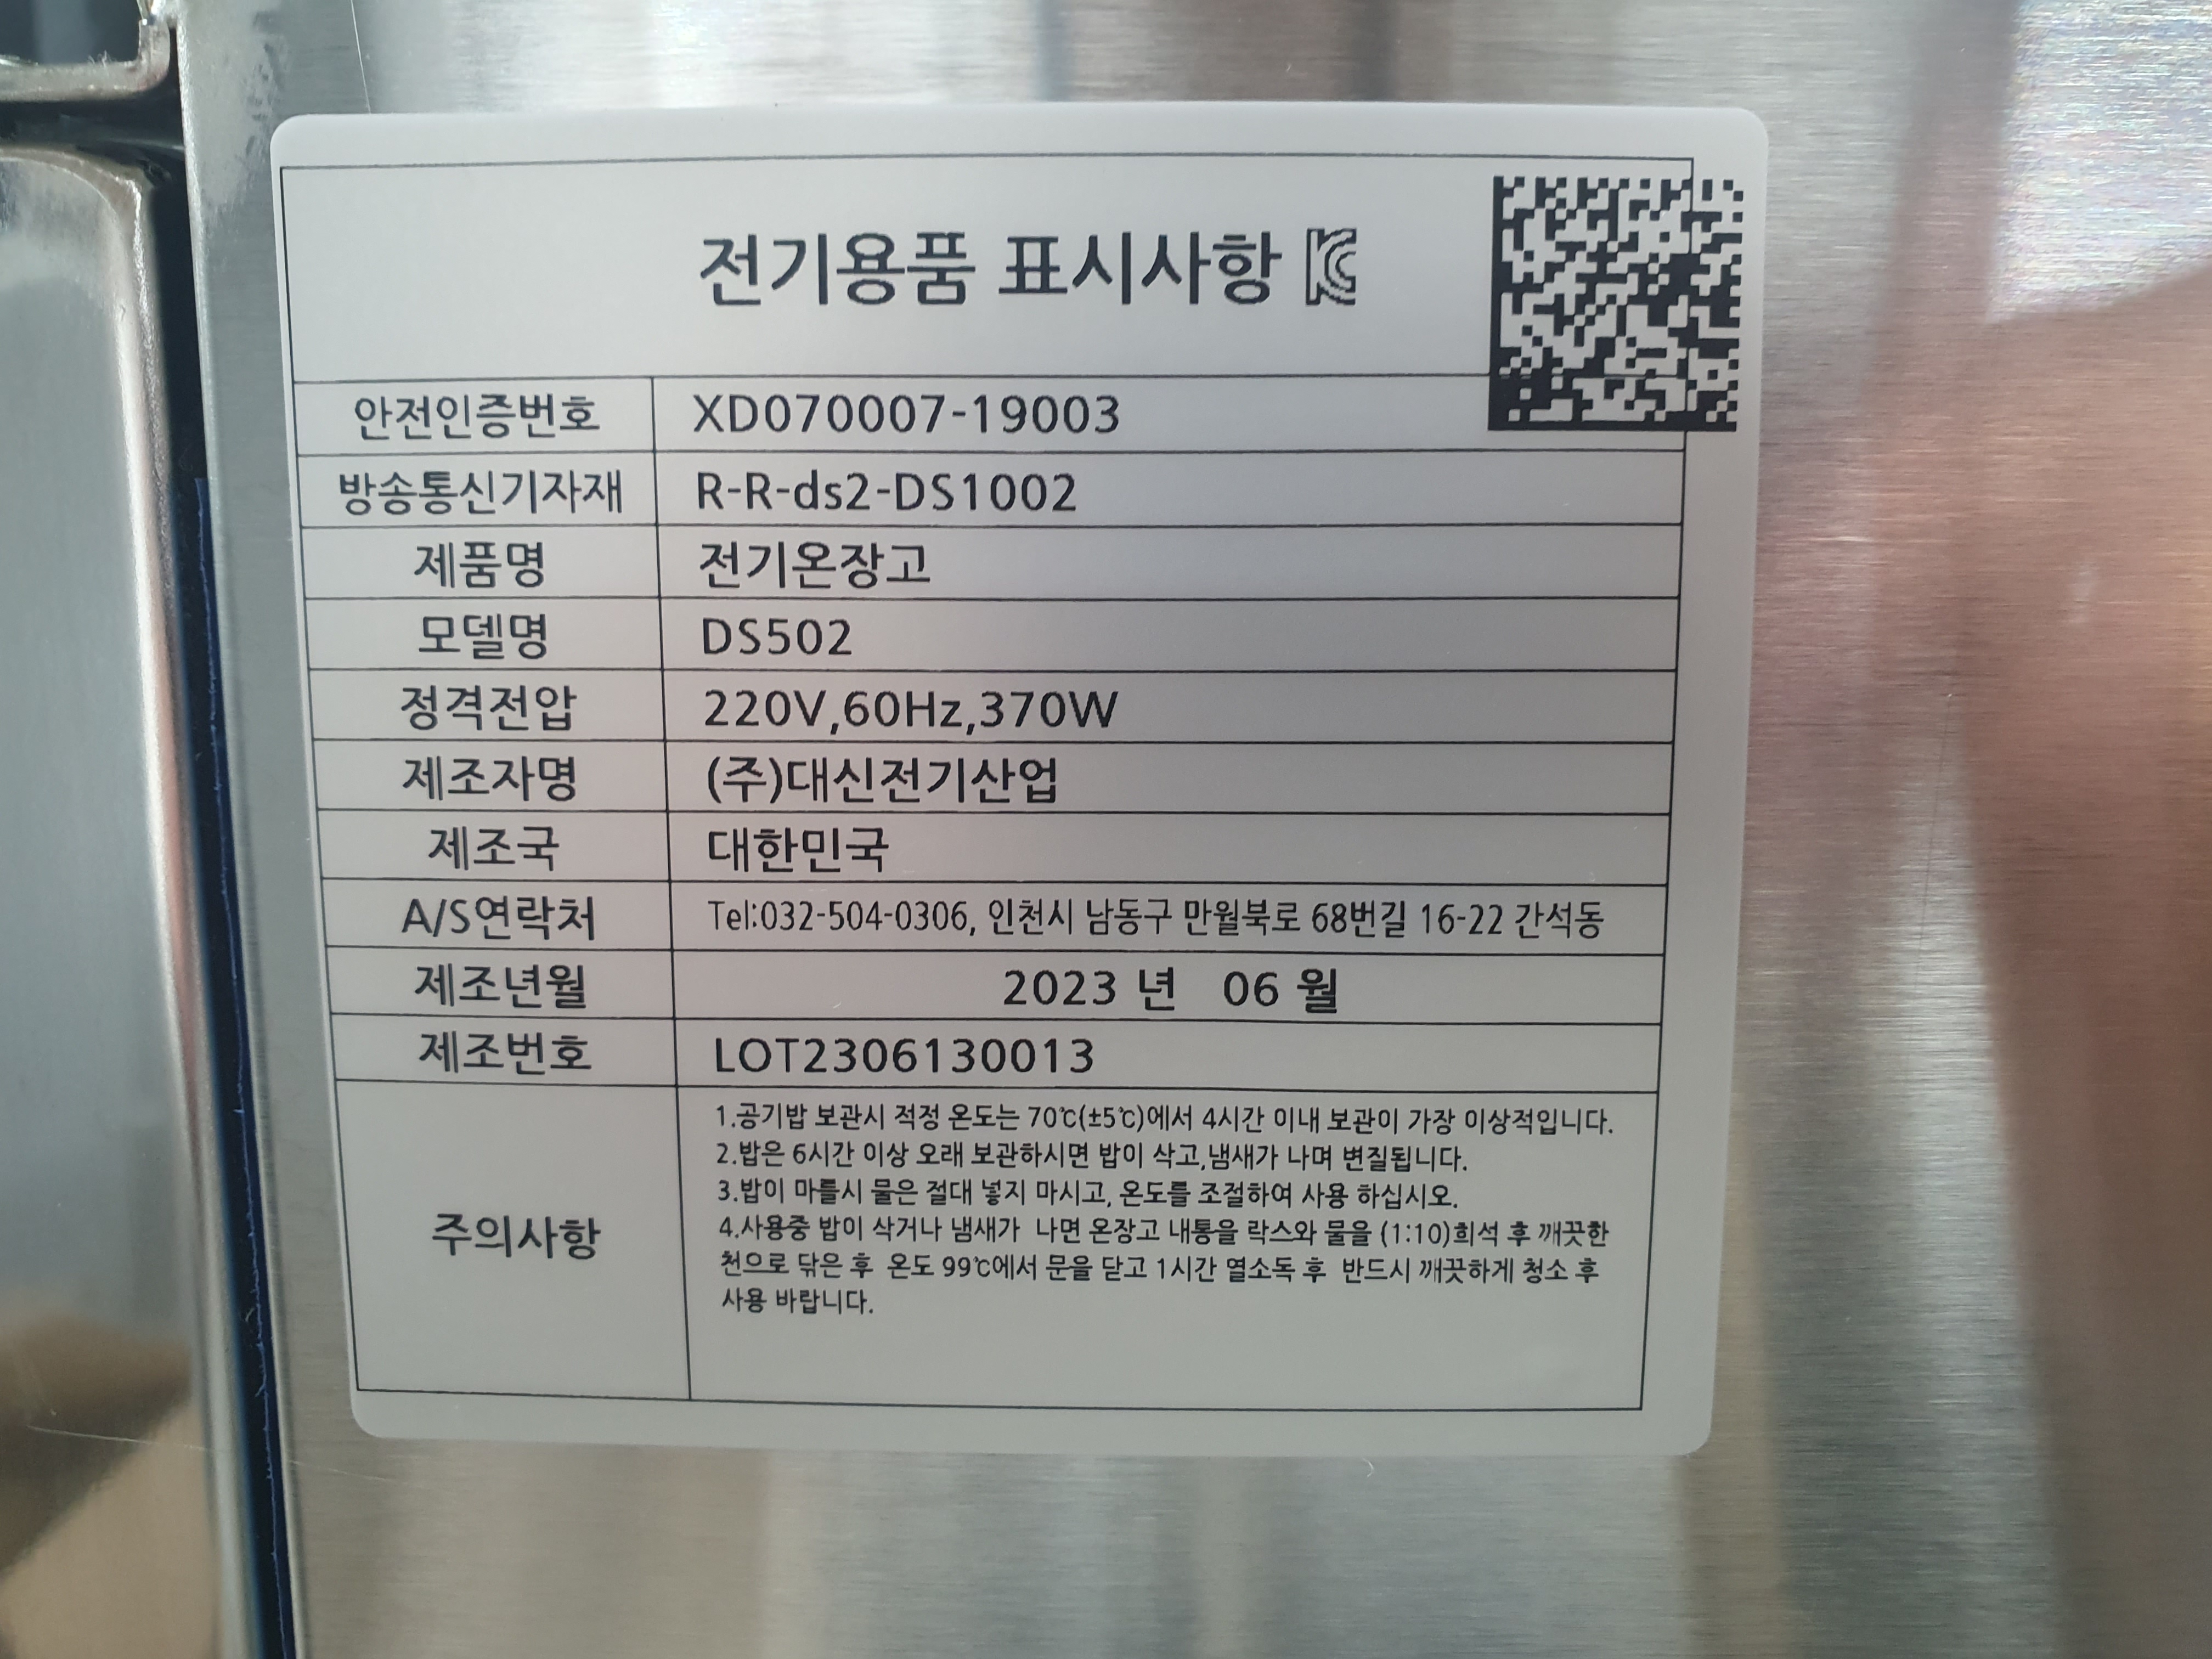 전기용품 표시사항
안전인증번호 XD070007-19003
방송통신기자재 R-R-ds2-DS1002
제품명 전기온장고
모델명 DS502
정격전압 220V,60Hz,370W
제조자명 (주)대신전기산업
제조국 대한민국
A/S연락처 Tel:032-504-0306, 인천시 남동구 만월북로 68번길 16-22 간석동
제조년월 2023 년 06 월
제조번호 LOT2306130013
주의사항
1.공기밥 보관시 적정 온도는 70℃(±5℃)에서 4시간 이내 보관이 가장 이상적입니다.
2.밥은 6시간 이상 오래 보관하시면 밥이 삭고,냄새가 나며 변질됩니다.
3.밥이 마를시 물은 절대 넣지 마시고, 온도를 조절하여 사용 하십시오.
4.사용중 밥이 삭거나 냄새가 나면 온장고 내통을 락스와 물을 (1:10)희석 후 깨끗한
천으로 닦은 후 온도 99℃에서 문을 닫고 1시간 열소독 후 반드시 깨끗하게 청소 후
사용 바랍니다.